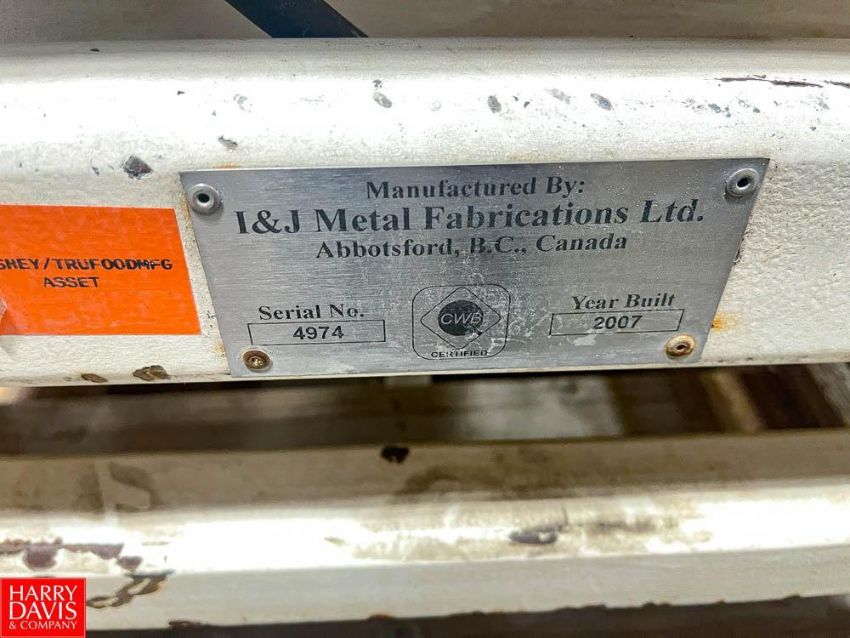 Manufactured By:
I&J Metal Fabrications Ltd.
Abbotsford, B.C., Canada
SHEY/TRUFOODMFG
ASSET
Serial No.
4974
CWB
CERTIFIED
Year Built
2007
HARRY
DAVIS
& COMPANY